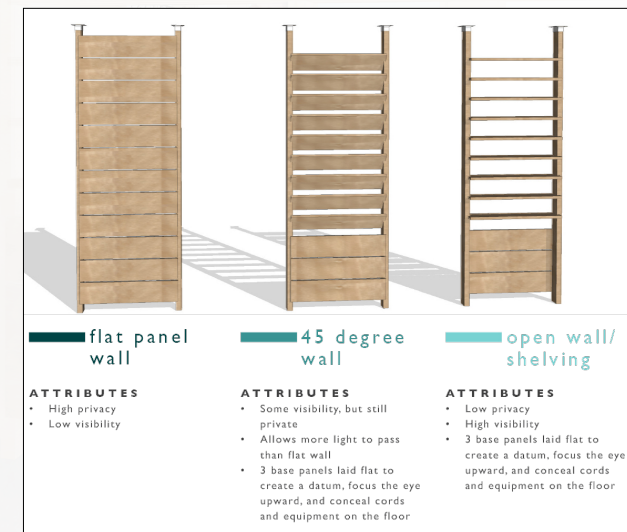 flat panel
wall
ATTRIBUTES
• High privacy
• Low visibility
45 degree
wall
ATTRIBUTES
• Some visibility, but still
private
• Allows more light to pass
than flat wall
• 3 base panels laid flat to
create a datum, focus the eye
upward, and conceal cords
and equipment on the floor
open wall/
shelving
ATTRIBUTES
• Low privacy
• High visibility
• 3 base panels laid flat to
create a datum, focus the eye
upward, and conceal cords
and equipment on the floor